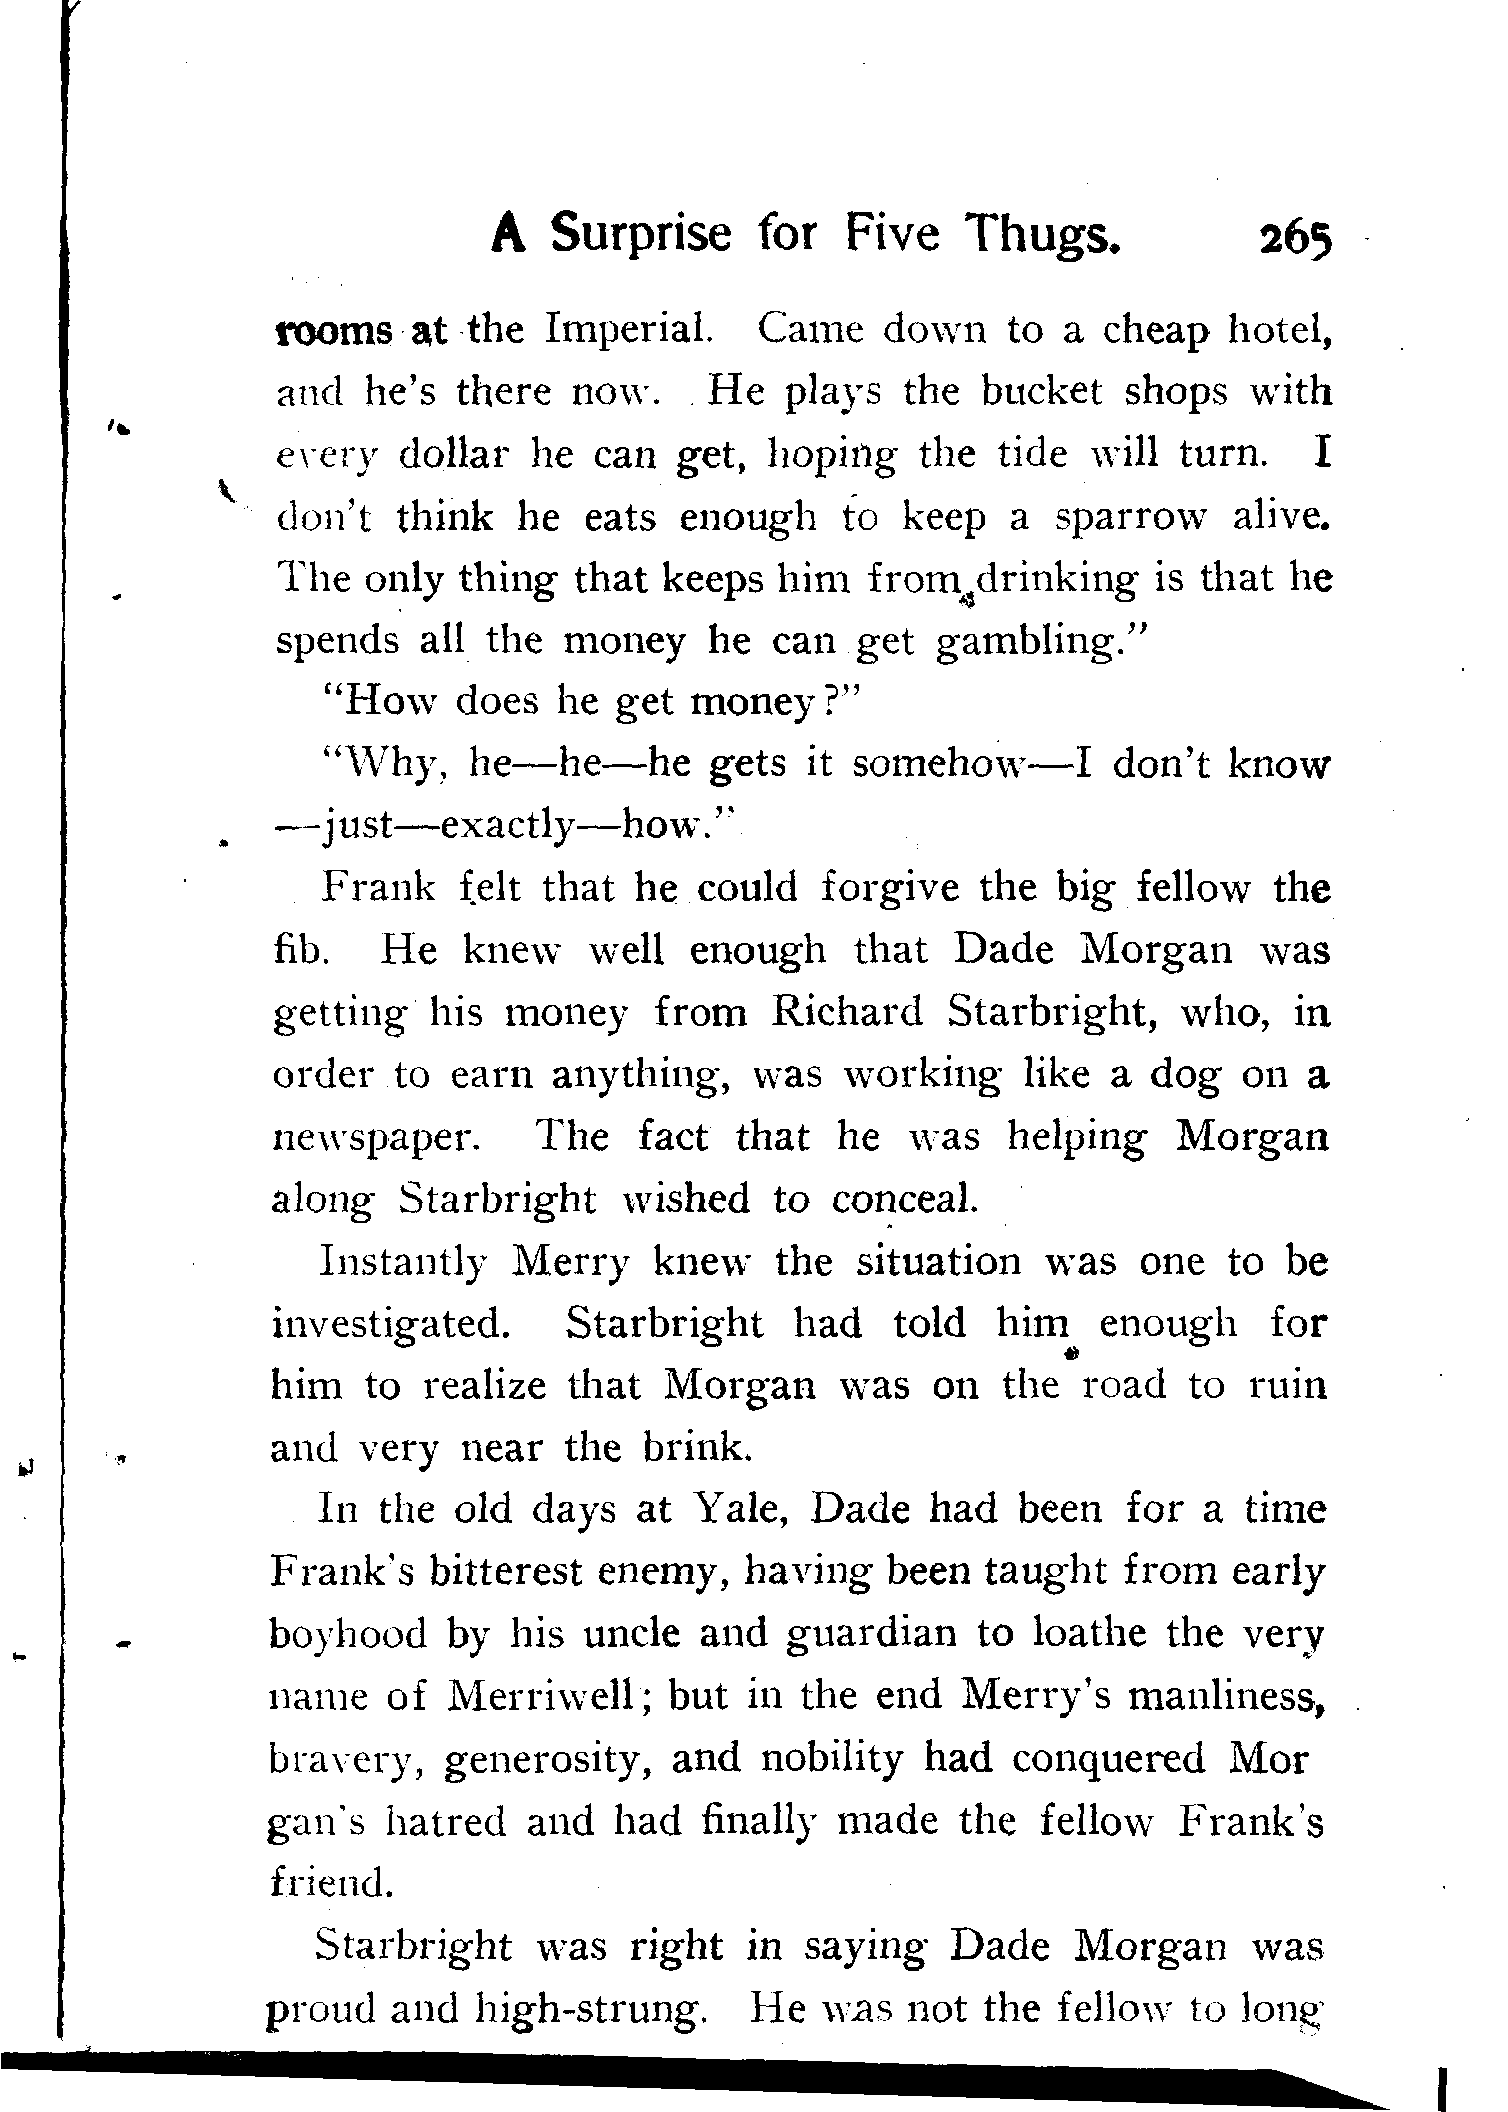 A Surprise for Five Thugs. 265
rooms at the Imperial. Came down to a cheap hotel,
and he's there now. He plays the bucket shops with
every dollar he can get, hoping the tide will turn. I
don't think he eats enough to keep a sparrow alive.
The only thing that keeps him from drinking is that he
spends all the money he can get gambling."
"How does he get money?"
"Why, he—he—he gets it somehow—I don't know
—just—exactly—how."
Frank felt that he could forgive the big fellow the
fib. He knew well enough that Dade Morgan was
getting his money from Richard Starbright, who, in
order to earn anything, was working like a dog on a
newspaper. The fact that he was helping Morgan
along Starbright wished to conceal.
Instantly Merry knew the situation was one to be
investigated. Starbright had told him enough for
him to realize that Morgan was on the road to ruin
and very near the brink.
In the old days at Yale, Dade had been for a time
Frank's bitterest enemy, having been taught from early
boyhood by his uncle and guardian to loathe the very
name of Merriwell; but in the end Merry's manliness,
bravery, generosity, and nobility had conquered Mor
gan's hatred and had finally made the fellow Frank's
friend.
Starbright was right in saying Dade Morgan was
proud and high-strung. He was not the fellow to long